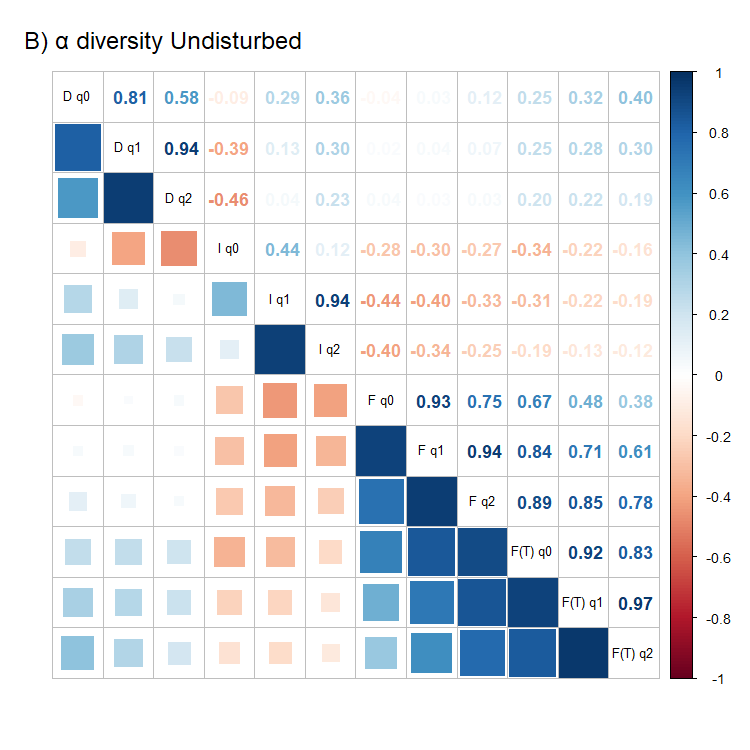 B) α diversity Undisturbed
D q0 0.81 0.58 -0.09 0.29 0.36 -0.04 0.03 0.12 0.25 0.32 0.40
D q1 0.94 -0.39 0.13 0.30 0.02 0.04 0.07 0.25 0.28 0.30
D q2 -0.46 0.04 0.23 0.04 0.03 0.03 0.20 0.22 0.19
I q0 0.44 0.12 -0.28 -0.30 -0.27 -0.34 -0.22 -0.16
I q1 0.94 -0.44 -0.40 -0.33 -0.31 -0.22 -0.19
I q2 -0.40 -0.34 -0.25 -0.19 -0.13 -0.12
F q0 0.93 0.75 0.67 0.48 0.38
F q1 0.94 0.84 0.71 0.61
F q2 0.89 0.85 0.78
F(T) q0 0.92 0.83
F(T) q1 0.97
F(T) q2
1
0.8
0.6
0.4
0.2
0
-0.2
-0.4
-0.6
-0.8
-1